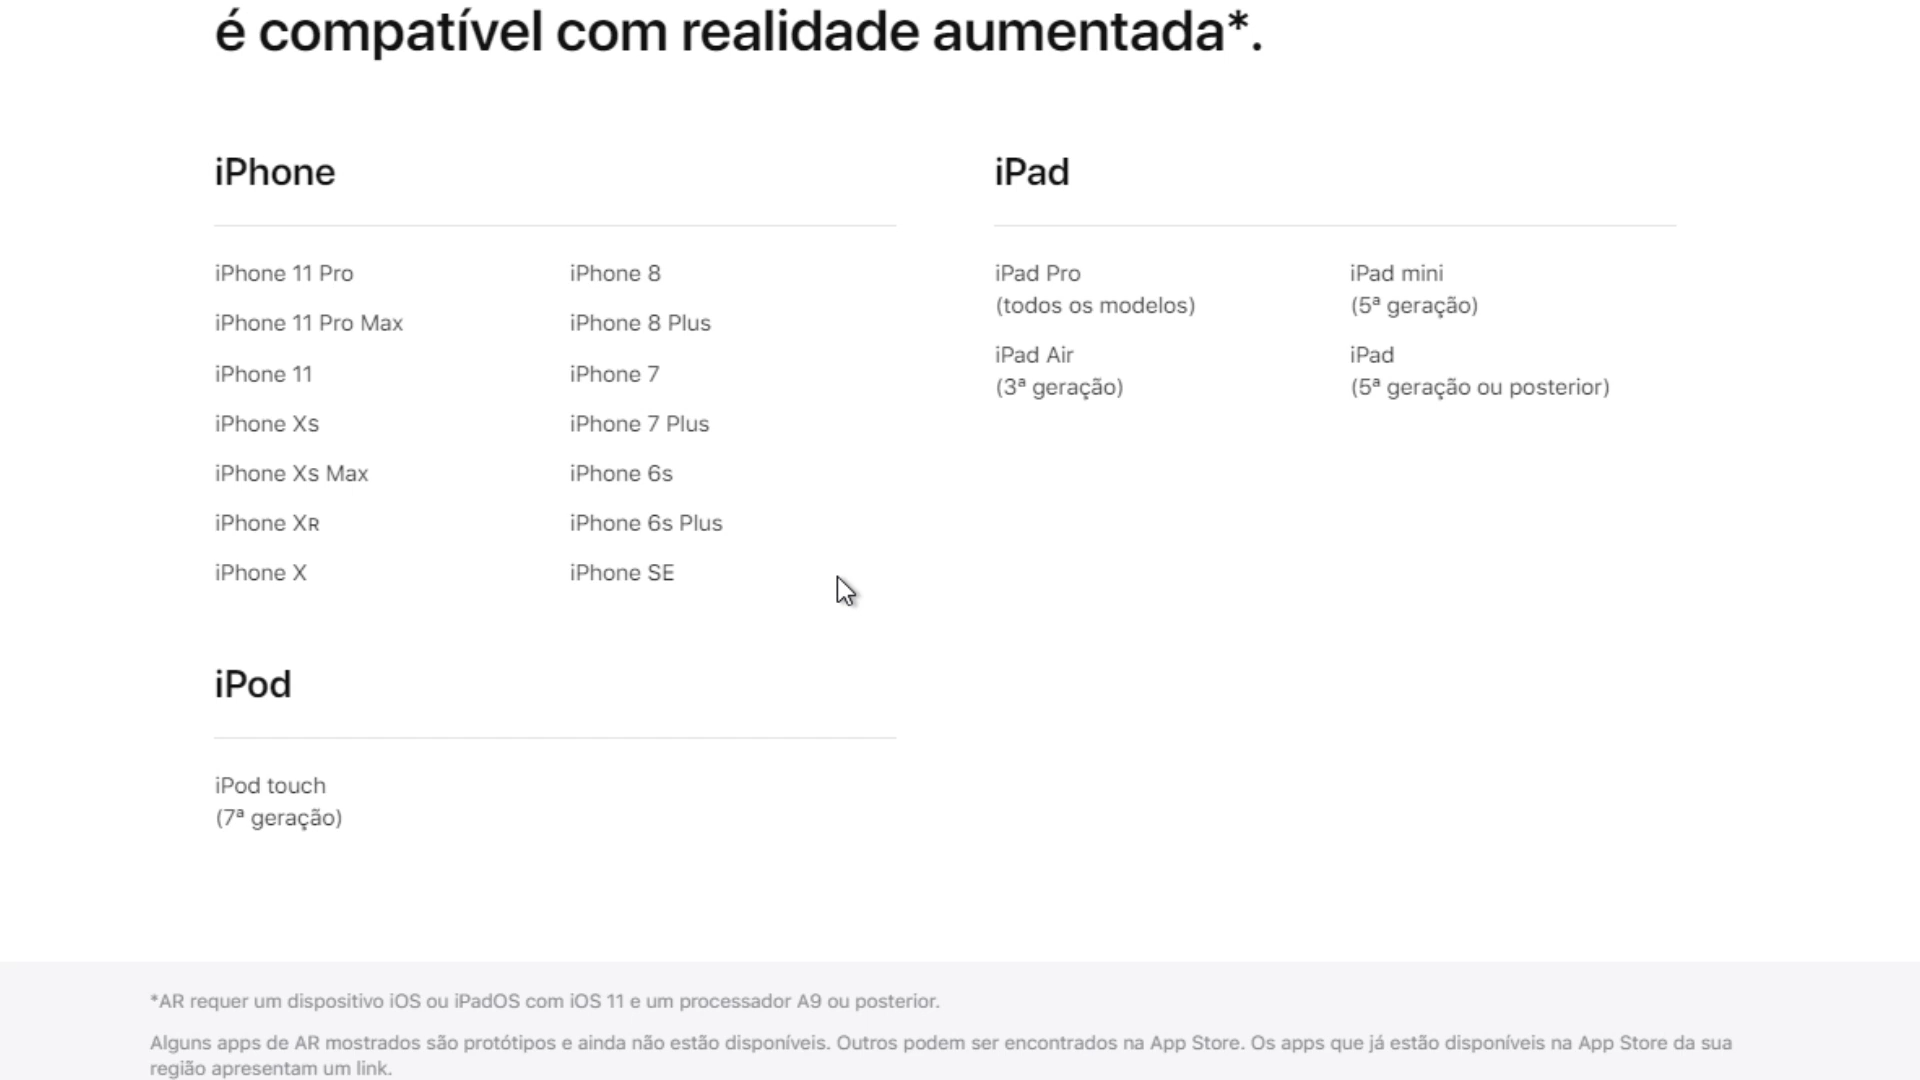 é compatível com realidade aumentada*.
iPhone
iPhone 11 Pro
iPhone 11 Pro Max
iPhone 11
iPhone Xs
iPhone Xs Max
iPhone XR
iPhone X
iPhone 8
iPhone 8 Plus
iPhone 7
iPhone 7 Plus
iPhone 6s
iPhone 6s Plus
iPhone SE
iPad
iPad Pro
(todos os modelos)
iPad Air
(3ª geração)
iPad mini
(5ª geração)
iPad
(5ª geração ou posterior)
iPod
iPod touch
(7ª geração)
*AR requer um dispositivo iOS ou iPadOS com iOS 11 e um processador A9 ou posterior.
Alguns apps de AR mostrados são protótipos e ainda não estão disponíveis. Outros podem ser encontrados na App Store. Os apps que já estão disponíveis na App Store da sua
região apresentam um link.